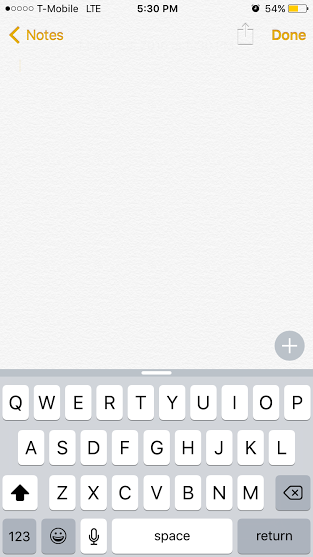 T-Mobile LTE 5:30 PM 54%
Notes Done
Q W E R T Y U I O P
A S D F G H J K L
Z X C V B N M
123 space return